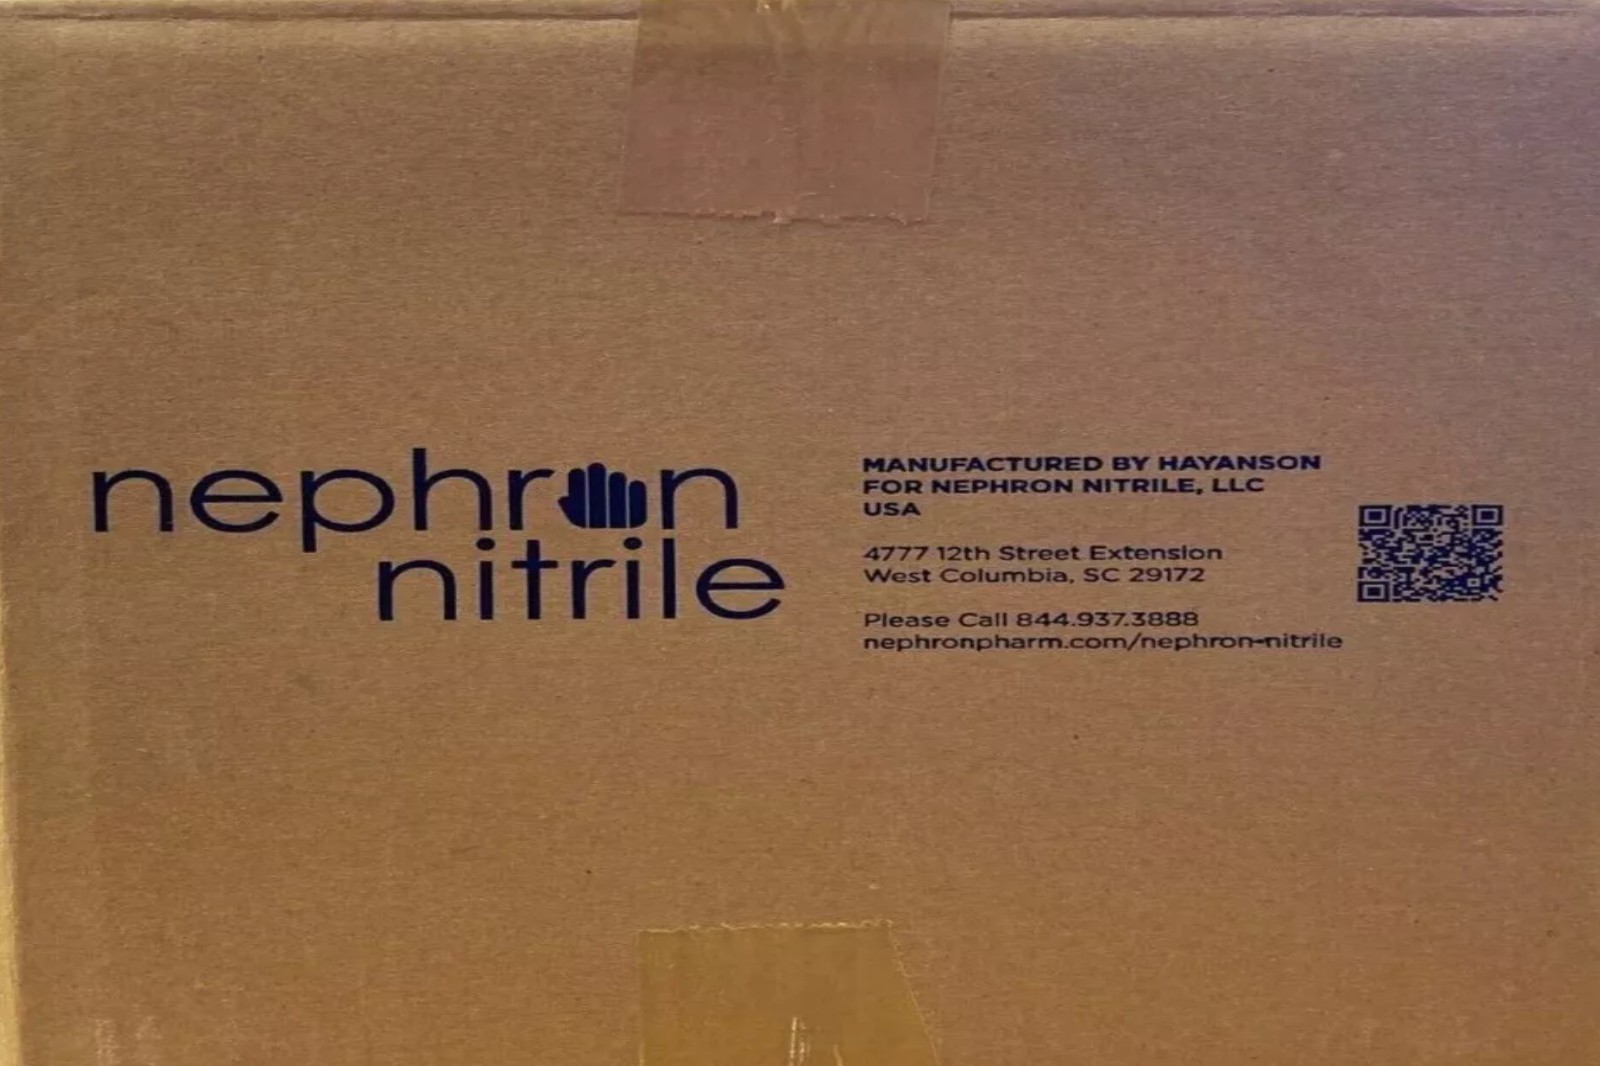 nephron
nitrile
MANUFACTURED BY HAYANSON
FOR NEPHRON NITRILE, LLC
USA
4777 12th Street Extension
West Columbia, SC 29172
Please Call 844.937.3888
nephronpharm.com/nephron-nitrile